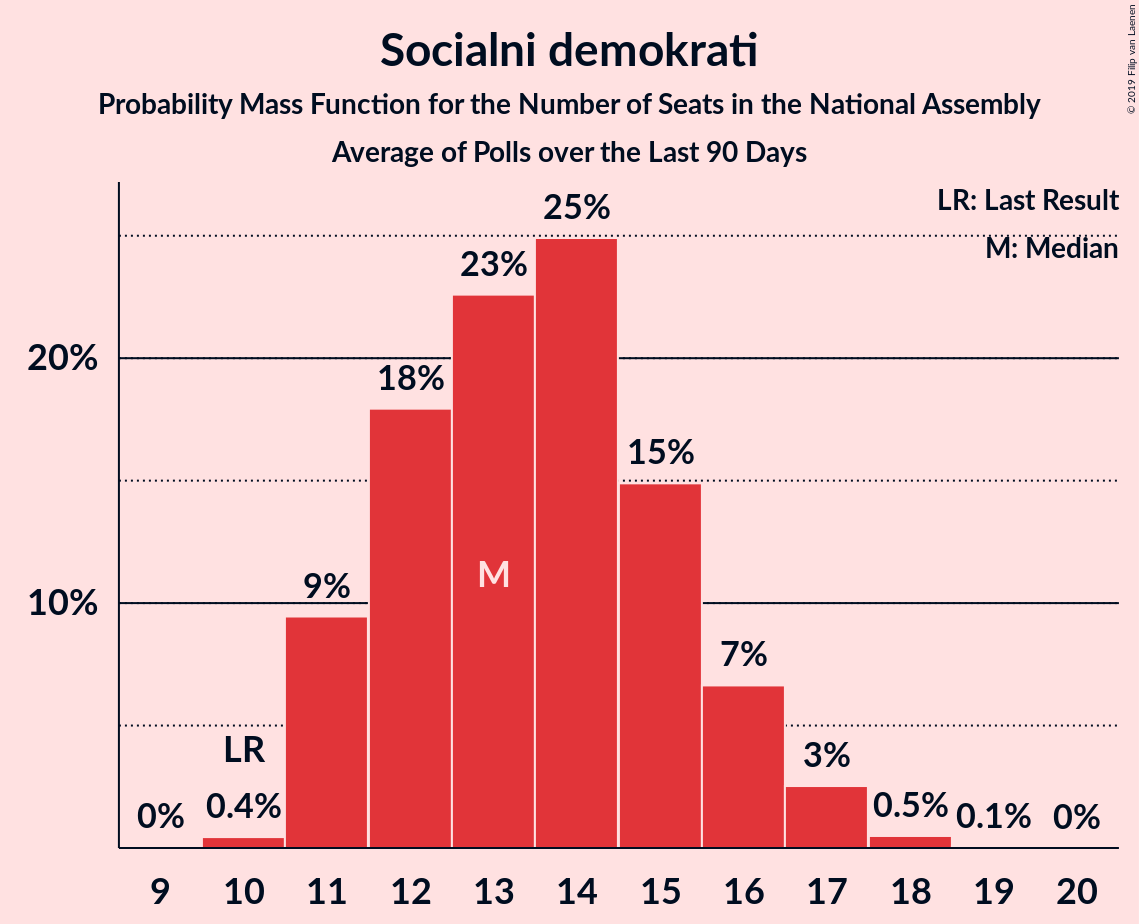 Socialni demokrati
Probability Mass Function for the Number of Seats in the National Assembly
Average of Polls over the Last 90 Days
© 2019 Filip van Laenen
LR: Last Result
M: Median
25%
23%
20%
18%
15%
M
10%
9%
7%
LR
3%
0%
0.4%
0.5%
0.1%
0%
9 10 11 12 13 14 15 16 17 18 19 20